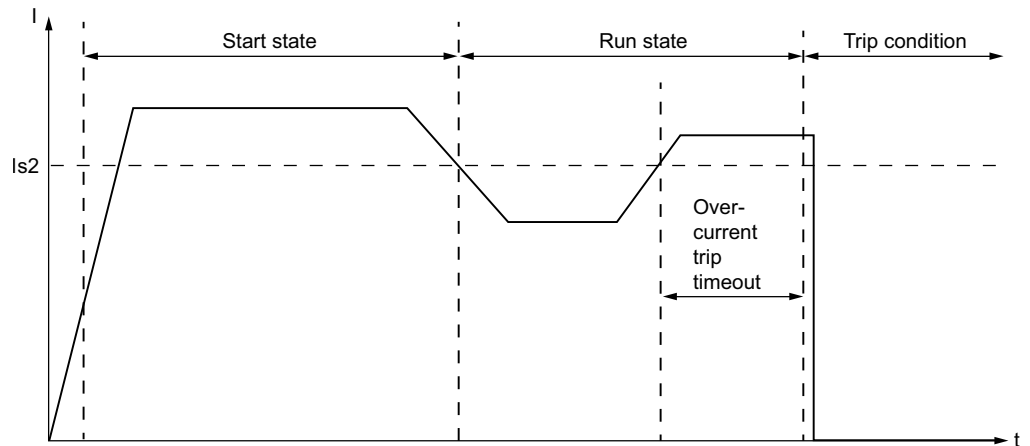 I
Start state
Run state
Trip condition
Is2
Over-
current
trip
timeout
t